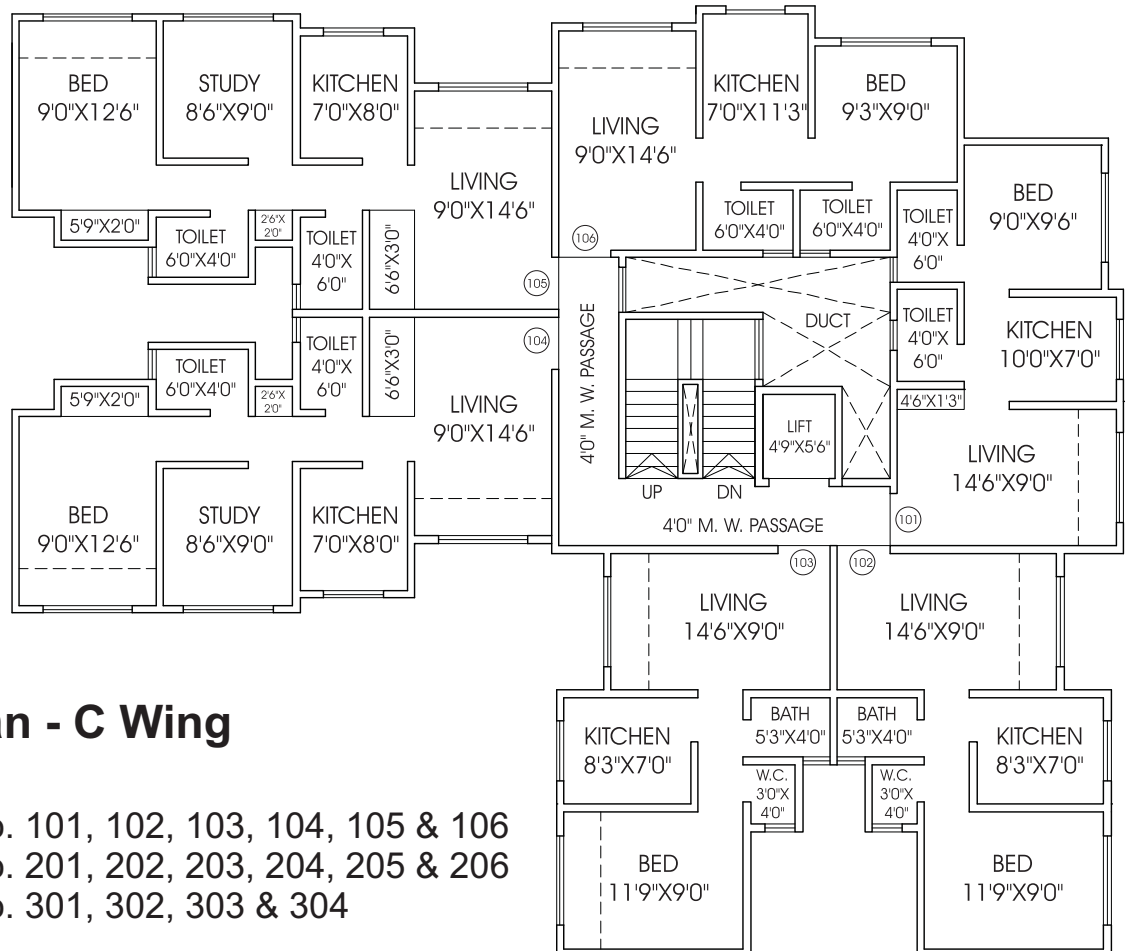 BED
9'0"X12'6"
STUDY
8'6"X9'0"
KITCHEN
7'0"X8'0"
LIVING
9'0"X14'6"
5'9"X2'0"
TOILET
6'0"X4'0"
2'6"X
2'0"
TOILET
4'0"X
6'0"
6'6"X3'0"
105
LIVING
9'0"X14'6"
KITCHEN
7'0"X11'3"
BED
9'3"X9'0"
TOILET
6'0"X4'0"
TOILET
6'0"X4'0"
106
TOILET
4'0"X
6'0"
BED
9'0"X9'6"
TOILET
4'0"X
6'0"
KITCHEN
10'0"X7'0"
4'6"X1'3"
LIVING
14'6"X9'0"
101
DUCT
LIFT
4'9"X5'6"
UP
DN
4'0" M. W. PASSAGE
4'0" M. W. PASSAGE
104
TOILET
4'0"X
6'0"
6'6"X3'0"
TOILET
6'0"X4'0"
5'9"X2'0"
2'6"X
2'0"
LIVING
9'0"X14'6"
BED
9'0"X12'6"
STUDY
8'6"X9'0"
KITCHEN
7'0"X8'0"
103
102
LIVING
14'6"X9'0"
LIVING
14'6"X9'0"
KITCHEN
8'3"X7'0"
BATH
5'3"X4'0"
BATH
5'3"X4'0"
KITCHEN
8'3"X7'0"
W.C.
3'0"X
4'0"
W.C.
3'0"X
4'0"
BED
11'9"X9'0"
BED
11'9"X9'0"
an - C Wing
o. 101, 102, 103, 104, 105 & 106
o. 201, 202, 203, 204, 205 & 206
o. 301, 302, 303 & 304